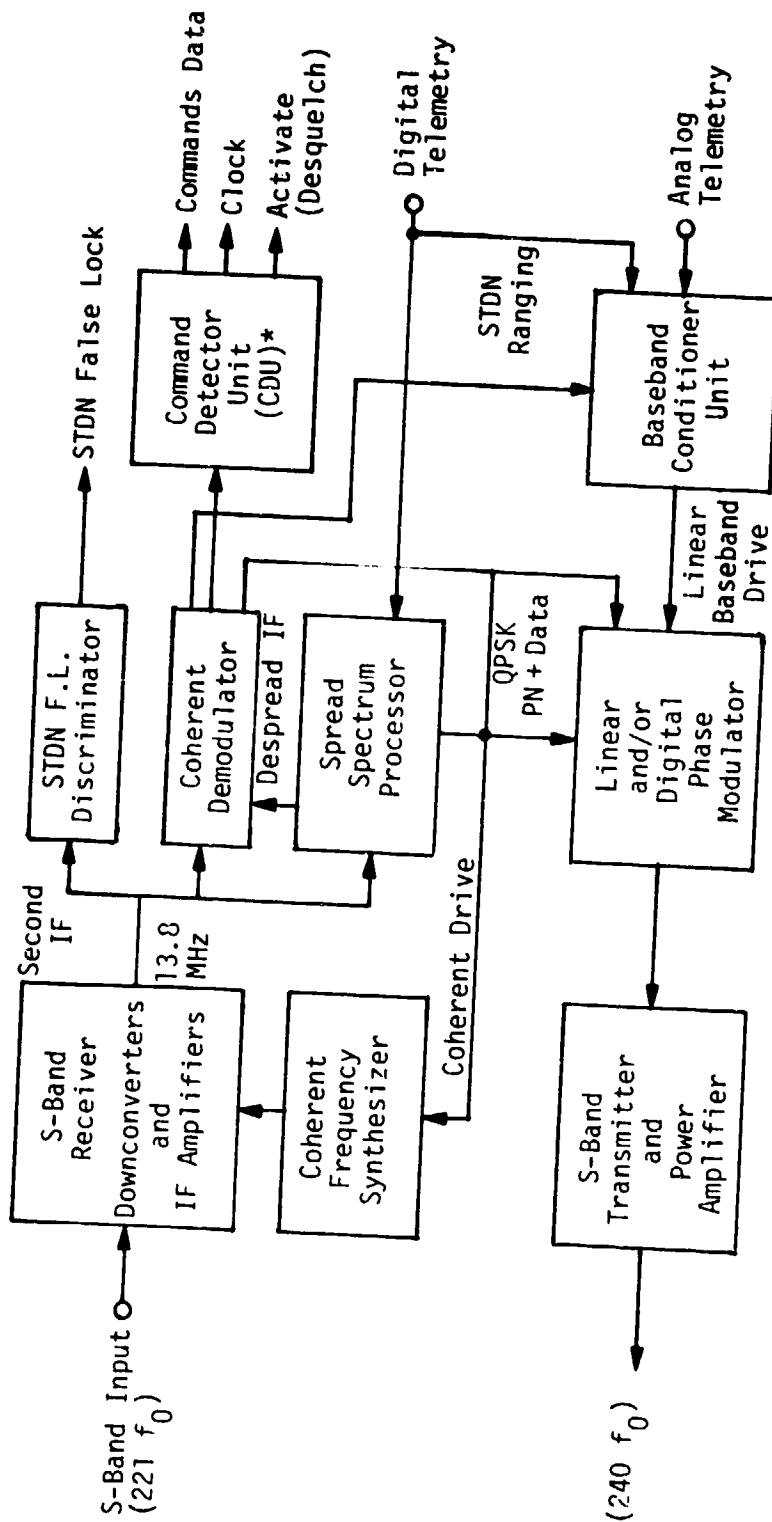 S-Band Input
(221 f0)
S-Band
Receiver
Downconverters
and
IF Amplifiers
Second
IF
13.8
MHz
STDN F.L.
Discriminator
STDN False Lock
Coherent
Demodulator
Command
Detector
Unit
(CDU)*
Commands Data
Clock
Activate
(Desquelch)
Despread IF
Coherent
Frequency
Synthesizer
Coherent Drive
Spread
Spectrum
Processor
QPSK
PN + Data
Digital
Telemetry
STDN
Ranging
(240 f0)
S-Band
Transmitter
and
Power
Amplifier
Linear
and/or
Digital
Phase
Modulator
Linear
Baseband
Drive
Baseband
Conditioner
Unit
Analog
Telemetry